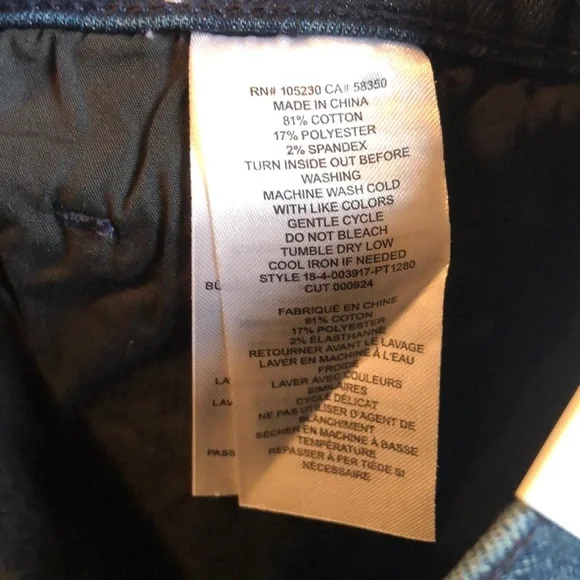 RN# 105230 CA# 58350
MADE IN CHINA
81% COTTON
17% POLYESTER
2% SPANDEX
TURN INSIDE OUT BEFORE
WASHING
MACHINE WASH COLD
WITH LIKE COLORS
GENTLE CYCLE
DO NOT BLEACH
TUMBLE DRY LOW
COOL IRON IF NEEDED
STYLE 18-4-003917-PT1280
CUT 000924
FABRIQUÉ EN CHINE
81% COTON
17% POLYESTER
2% ÉLASTHANNE
RETOURNER AVANT LE LAVAGE
LAVER EN MACHINE À L'EAU
FROIDE
LAVER AVEC COULEURS
SIMILAIRES
CYCLE DÉLICAT
NE PAS UTILISER D'AGENT DE
BLANCHIMENT
SÉCHER EN MACHINE À BASSE
TEMPÉRATURE
REPASSER À FER TIÈDE SI
NÉCESSAIRE